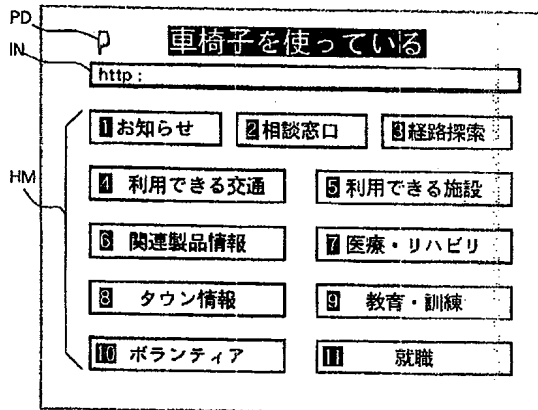 PD
車椅子を使っている
IN
http :
1 お知らせ 2 相談窓口 3 経路探索
HM
4 利用できる交通 5 利用できる施設
6 関連製品情報 7 医療・リハビリ
8 タウン情報 9 教育・訓練
10 ボランティア 11 就職